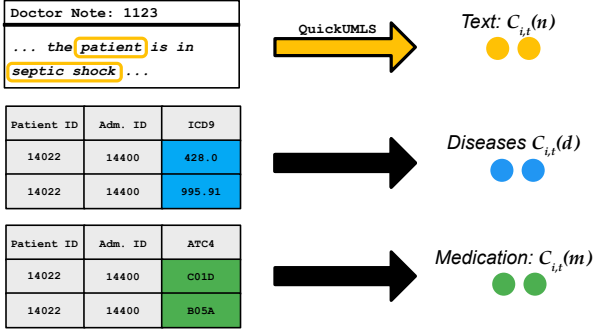 Doctor Note: 1123
... the patient is in
septic shock ...
QuickUMLS
Text: C_{i,t}(n)
Patient ID Adm. ID ICD9
14022 14400 428.0
14022 14400 995.91
Diseases C_{i,t}(d)
Patient ID Adm. ID ATC4
14022 14400 C01D
14022 14400 B05A
Medication: C_{i,t}(m)